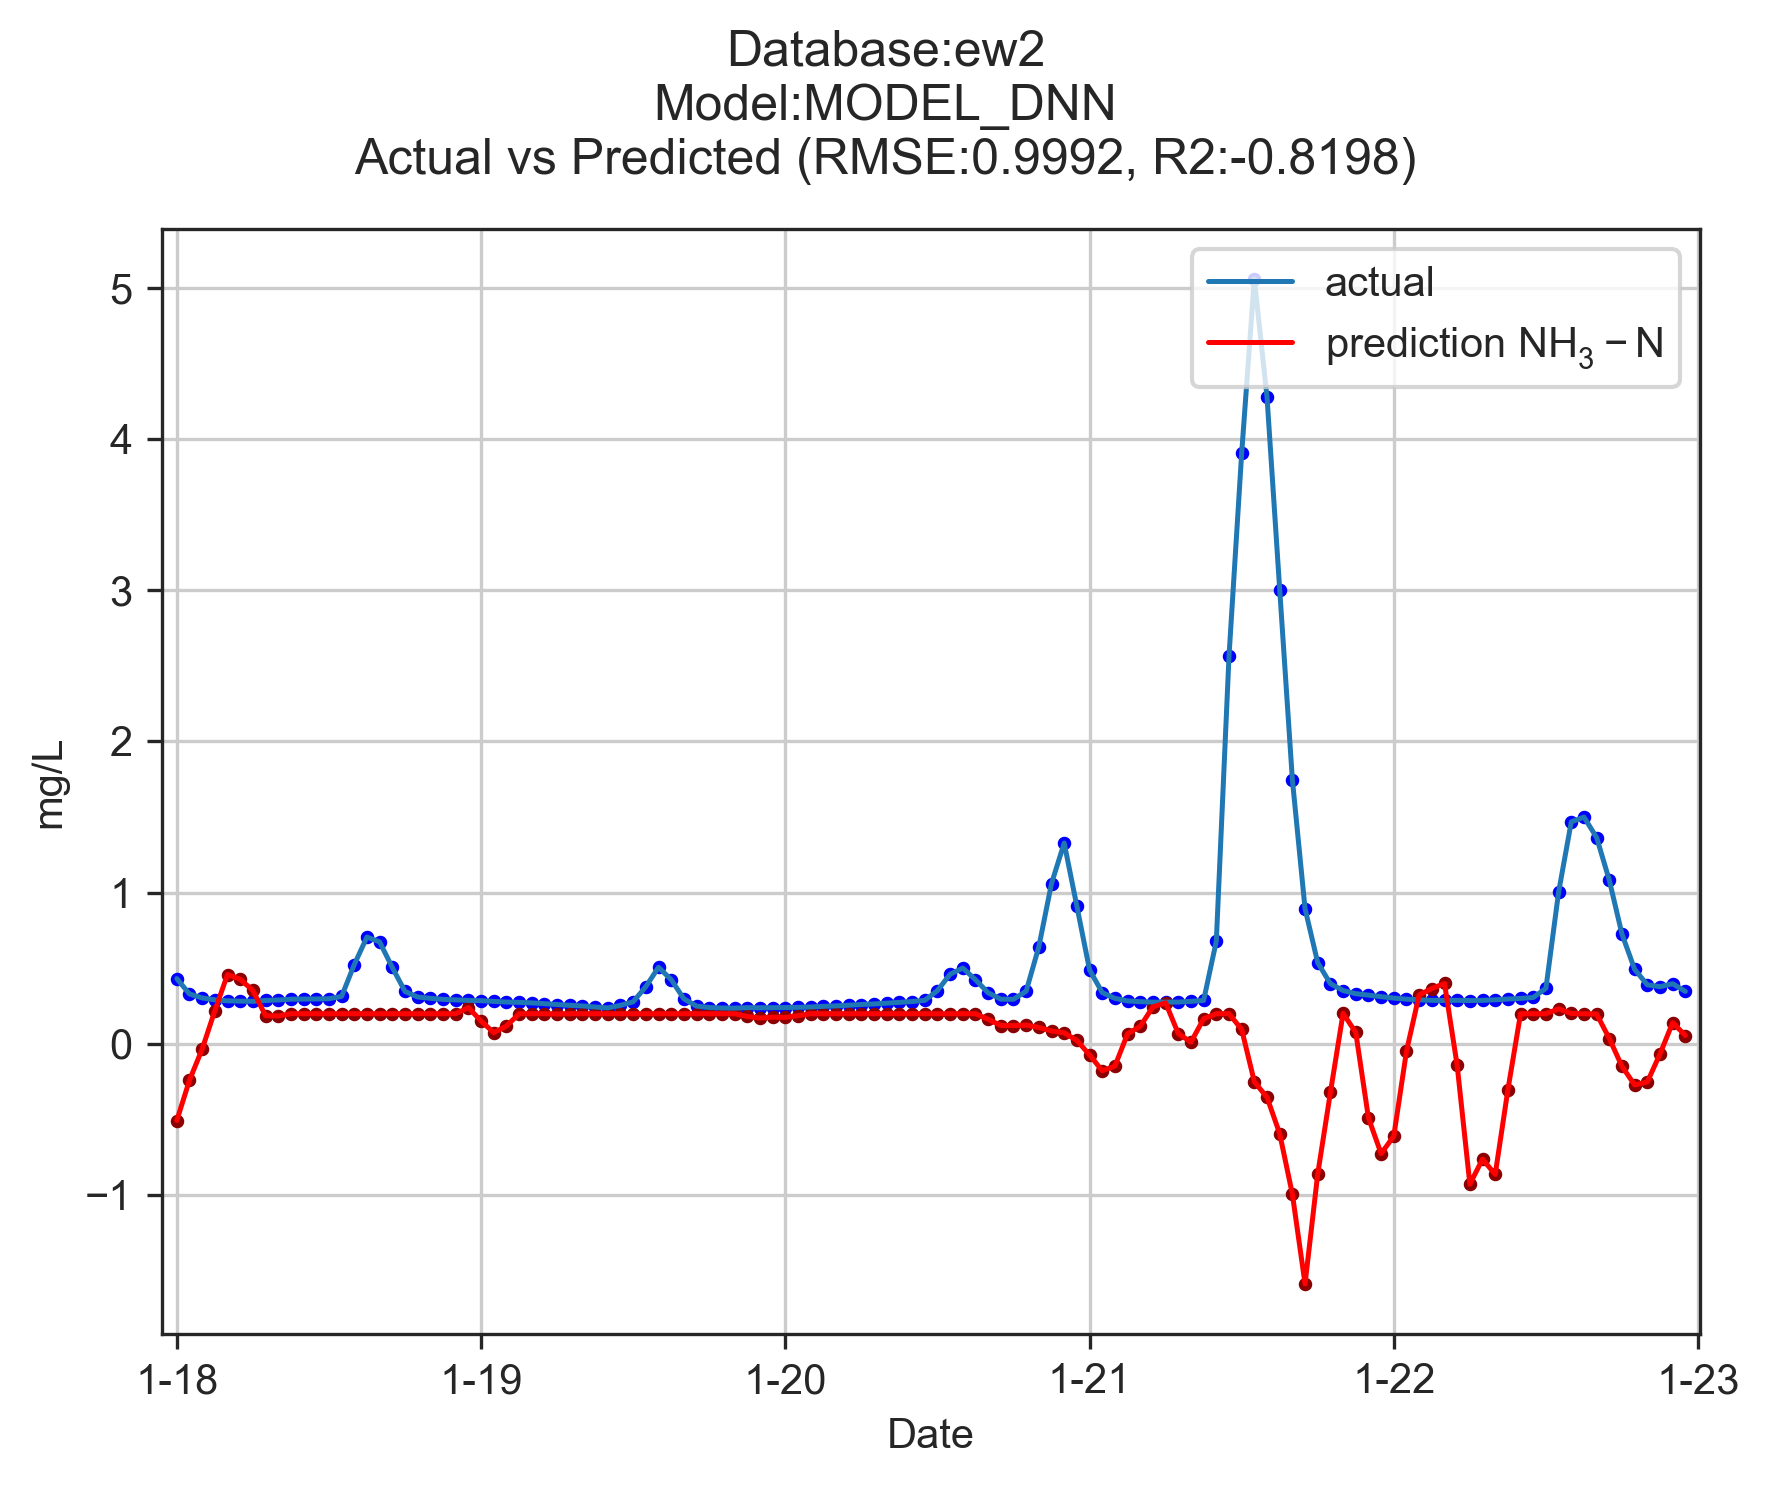 Database:ew2
Model:MODEL_DNN
Actual vs Predicted (RMSE:0.9992, R2:-0.8198)
actual
prediction NH₃ − N
5
4
3
2
1
0
−1
mg/L
1-18 1-19 1-20 1-21 1-22 1-23
Date